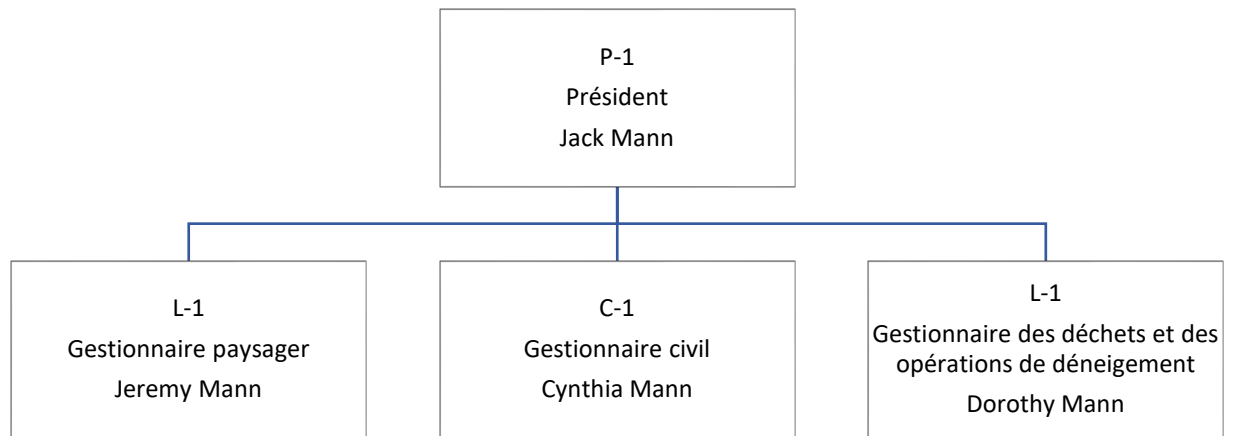 P-1
Président
Jack Mann
L-1
Gestionnaire paysager
Jeremy Mann
C-1
Gestionnaire civil
Cynthia Mann
L-1
Gestionnaire des déchets et des
opérations de déneigement
Dorothy Mann